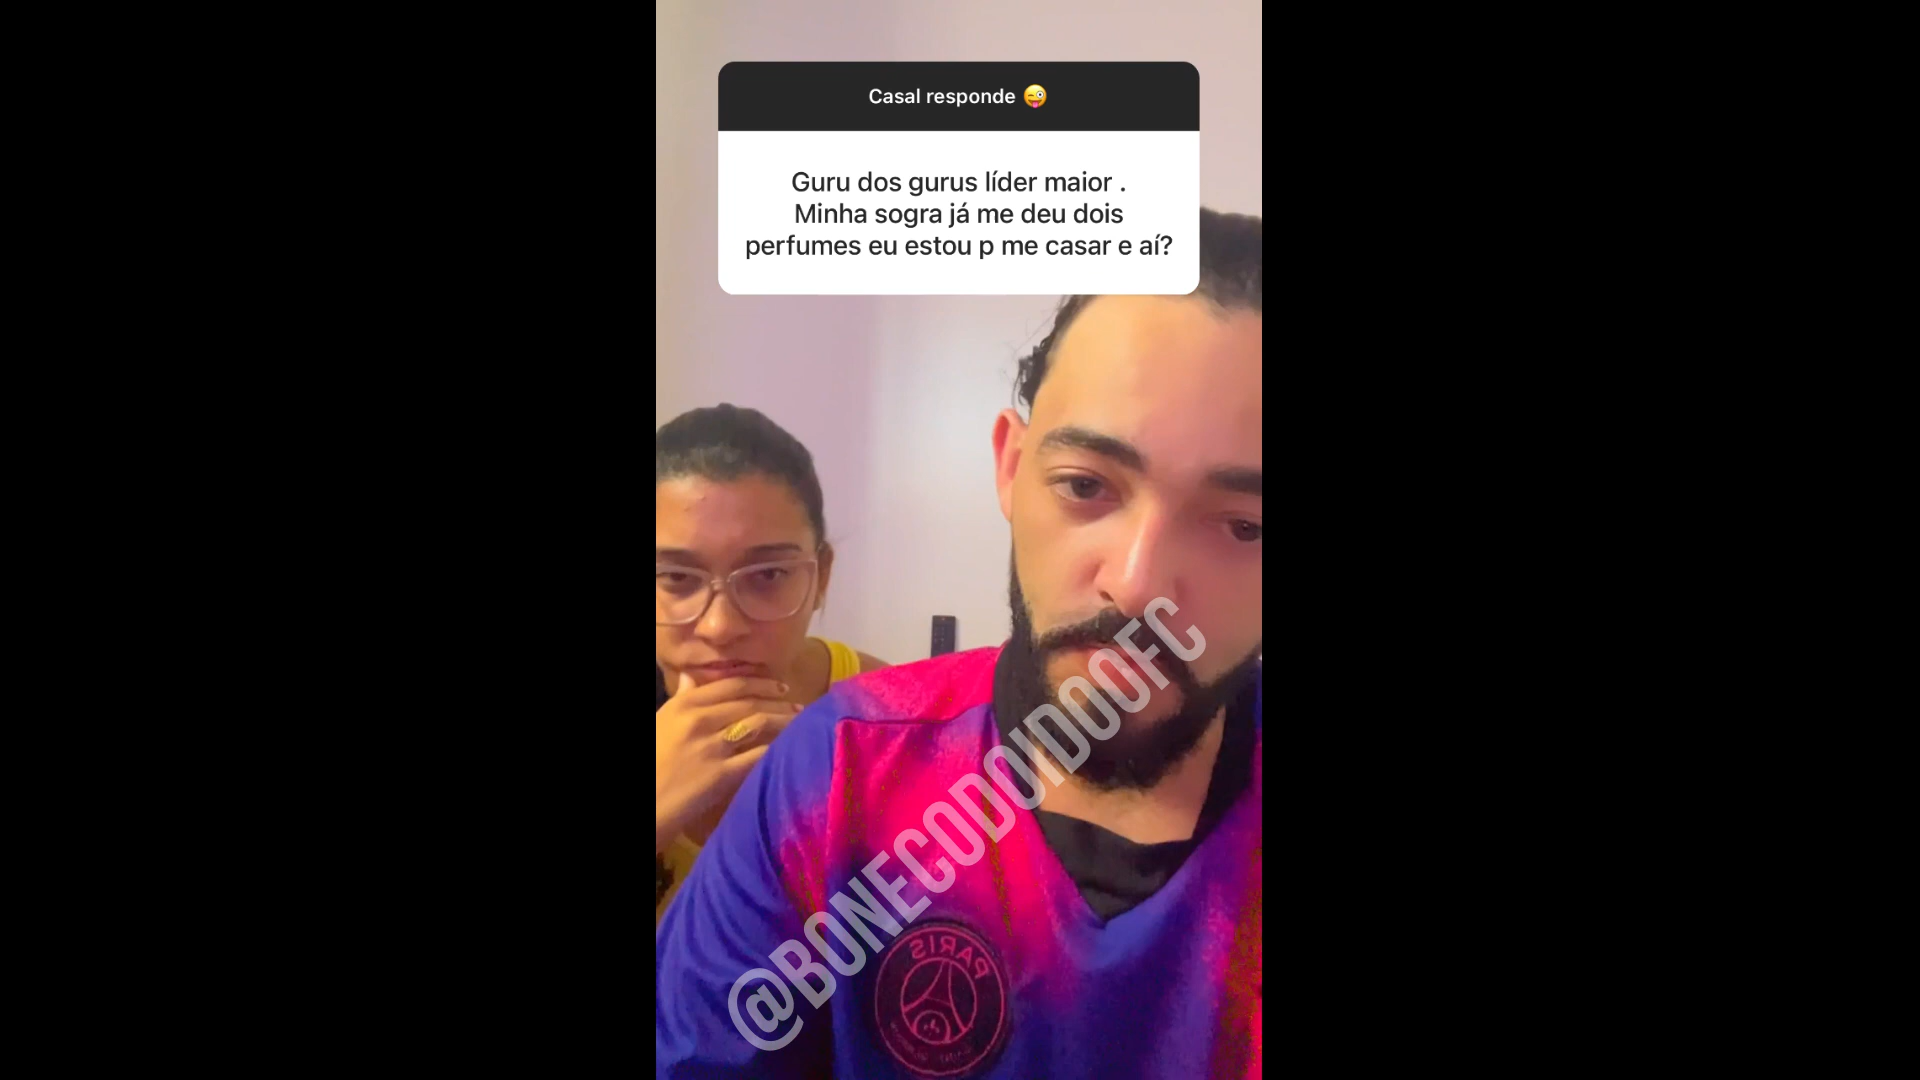 Casal responde 😜
Guru dos gurus líder maior .
Minha sogra já me deu dois
perfumes eu estou p me casar e aí?
@BONECODOIDOOFC
PARIS